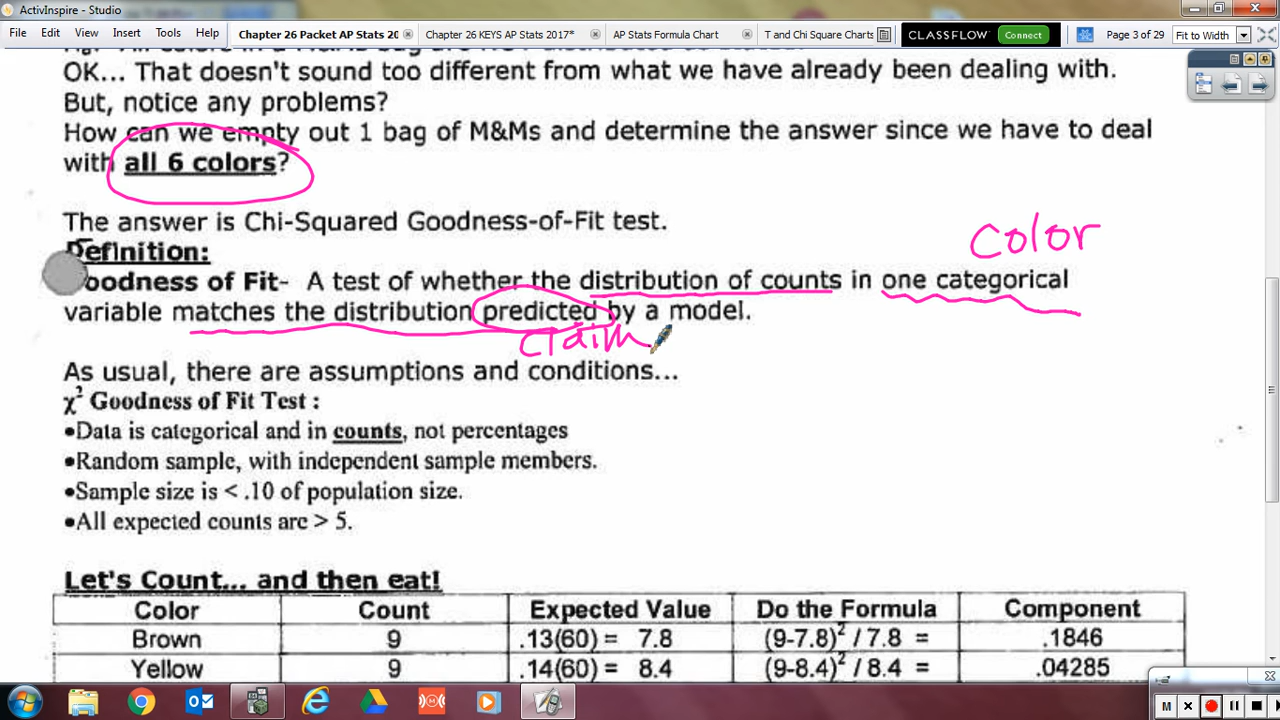 ActivInspire - Studio
File Edit View Insert Tools Help
Chapter 26 Packet AP Stats 20
Chapter 26 KEYS AP Stats 2017*
AP Stats Formula Chart
T and Chi Square Charts
CLASSFLOW Connect
Page 3 of 29
Fit to Width
OK... That doesn't sound too different from what we have already been dealing with.
But, notice any problems?
How can we empty out 1 bag of M&Ms and determine the answer since we have to deal
with all 6 colors?
The answer is Chi-Squared Goodness-of-Fit test.
color
Definition:
oodness of Fit- A test of whether the distribution of counts in one categorical
variable matches the distribution predicted by a model.
claim
As usual, there are assumptions and conditions...
χ² Goodness of Fit Test :
•Data is categorical and in counts, not percentages
•Random sample, with independent sample members.
•Sample size is < .10 of population size.
•All expected counts are > 5.
Let's Count... and then eat!
Color Count Expected Value Do the Formula Component
Brown 9 .13(60) = 7.8 (9-7.8)² / 7.8 = .1846
Yellow 9 .14(60) = 8.4 (9-8.4)² / 8.4 = .04285
M